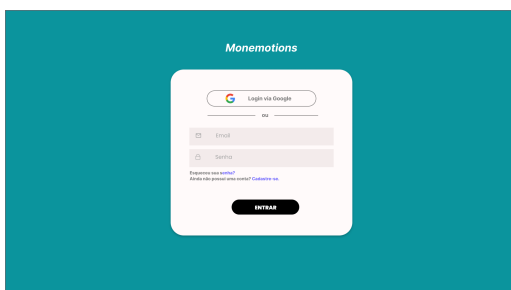 Monemotions
Login via Google
ou
Email
Senha
Esqueceu sua senha?
Ainda não possui uma conta? Cadastre-se.
ENTRAR